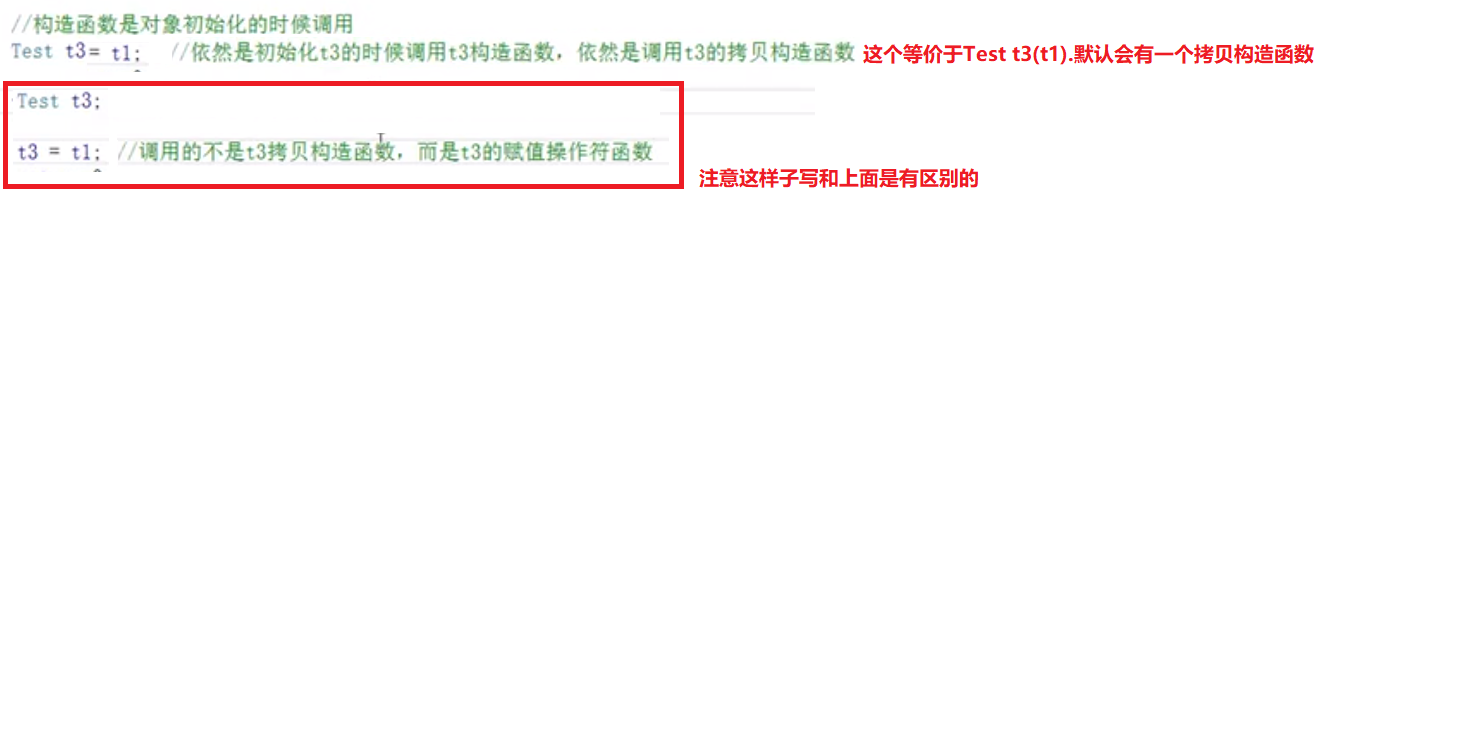 //构造函数是对象初始化的时候调用
Test t3= t1; //依然是初始化t3的时候调用t3构造函数，依然是调用t3的拷贝构造函数 这个等价于Test t3(t1).默认会有一个拷贝构造函数
Test t3;
t3 = t1; //调用的不是t3拷贝构造函数，而是t3的赋值操作符函数
注意这样子写和上面是有区别的